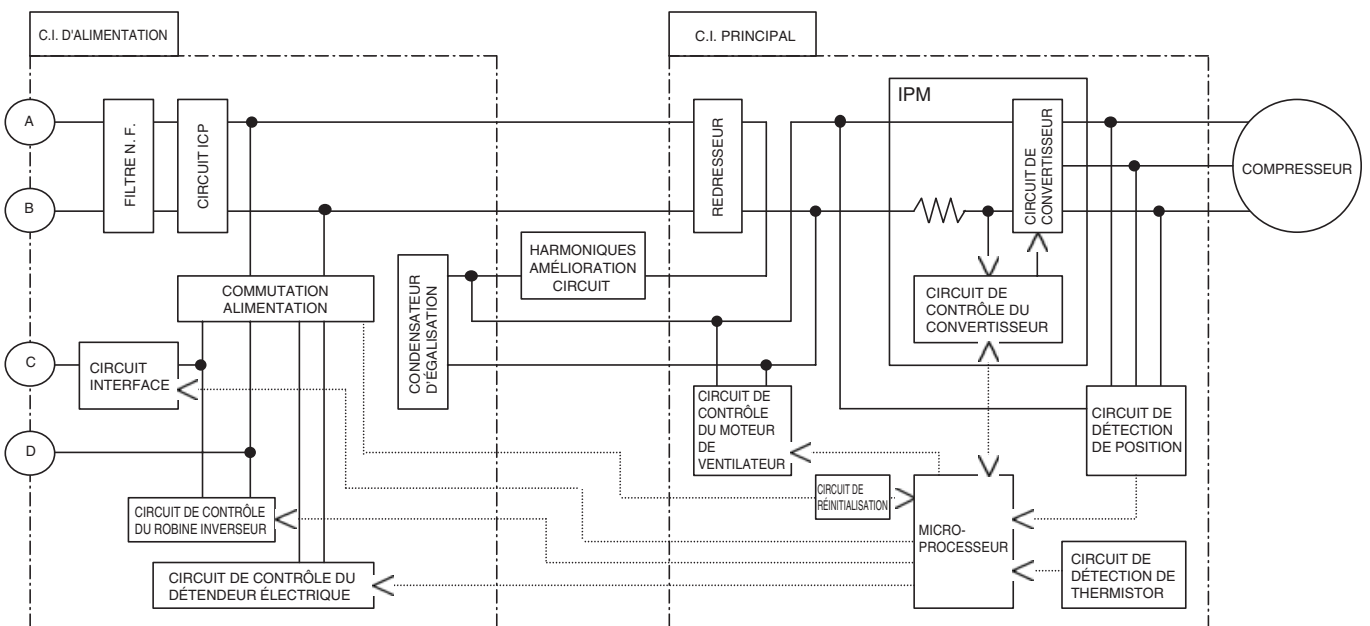 C.I. D'ALIMENTATION
C.I. PRINCIPAL
A
FILTRE N. F.
CIRCUIT ICP
REDRESSEUR
IPM
CIRCUIT DE
CONVERTISSEUR
COMPRESSEUR
B
HARMONIQUES
AMÉLIORATION
CIRCUIT
COMMUTATION
ALIMENTATION
CONDENSATEUR
D'ÉGALISATION
CIRCUIT DE
CONTRÔLE DU
CONVERTISSEUR
C
CIRCUIT
INTERFACE
CIRCUIT DE
CONTRÔLE
DU MOTEUR
DE
VENTILATEUR
CIRCUIT DE
DÉTECTION
DE POSITION
D
CIRCUIT DE
RÉINITIALISATION
CIRCUIT DE CONTRÔLE
DU ROBINE INVERSEUR
MICRO-
PROCESSEUR
CIRCUIT DE
DÉTECTION DE
THERMISTOR
CIRCUIT DE CONTRÔLE DU
DÉTENDEUR ÉLECTRIQUE